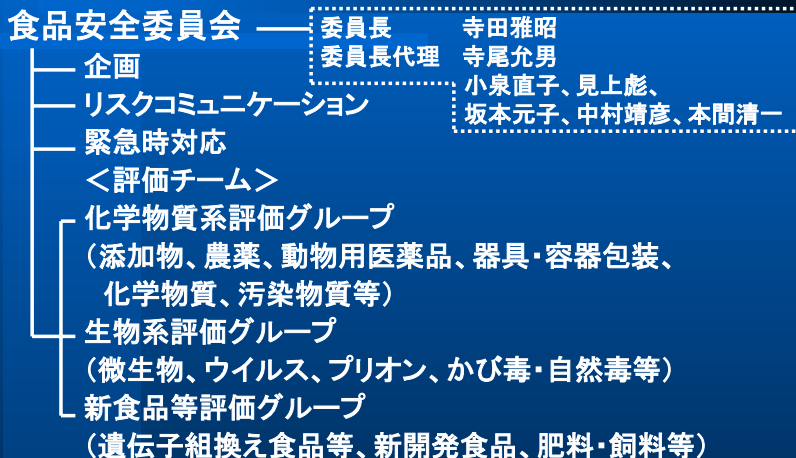 食品安全委員会
委員長 寺田雅昭
委員長代理 寺尾允男
小泉直子、見上彪、
坂本元子、中村靖彦、本間清一
企画
リスクコミュニケーション
緊急時対応
＜評価チーム＞
化学物質系評価グループ
（添加物、農薬、動物用医薬品、器具・容器包装、
化学物質、汚染物質等）
生物系評価グループ
（微生物、ウイルス、プリオン、かび毒・自然毒等）
新食品等評価グループ
（遺伝子組換え食品等、新開発食品、肥料・飼料等）